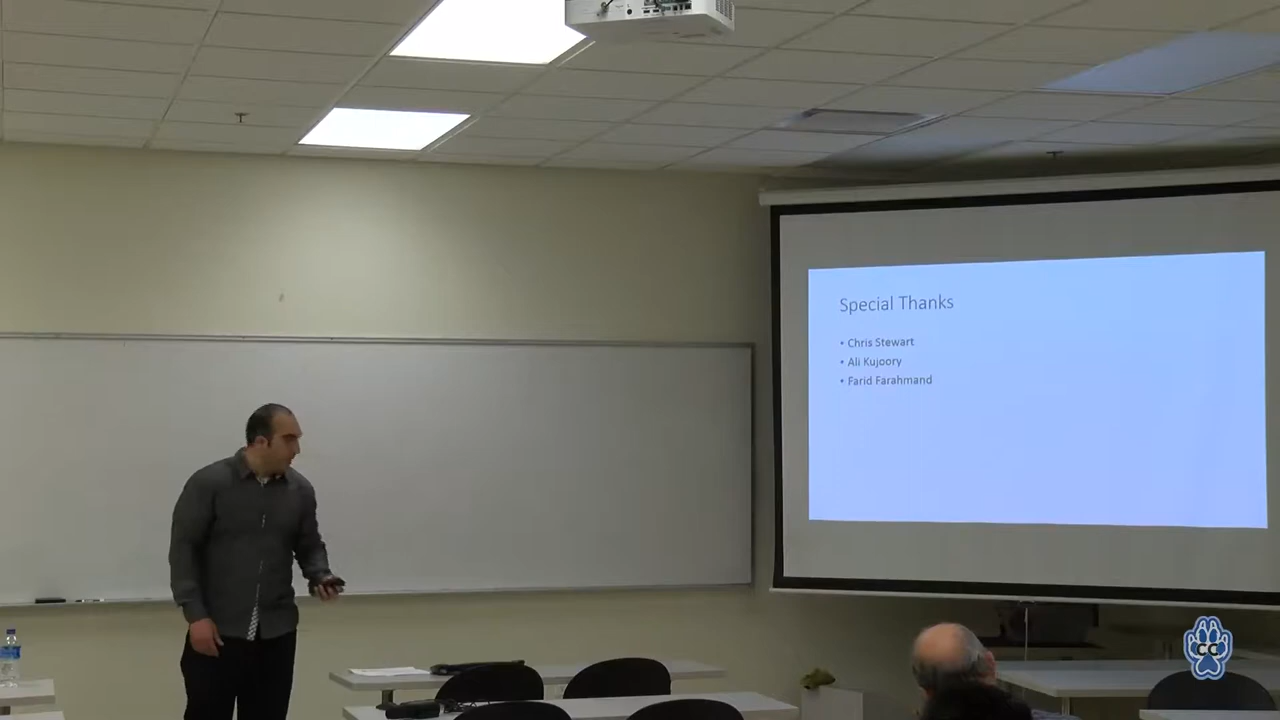 Special Thanks
• Chris Stewart
• Ali Kujoory
• Farid Farahmand
CC